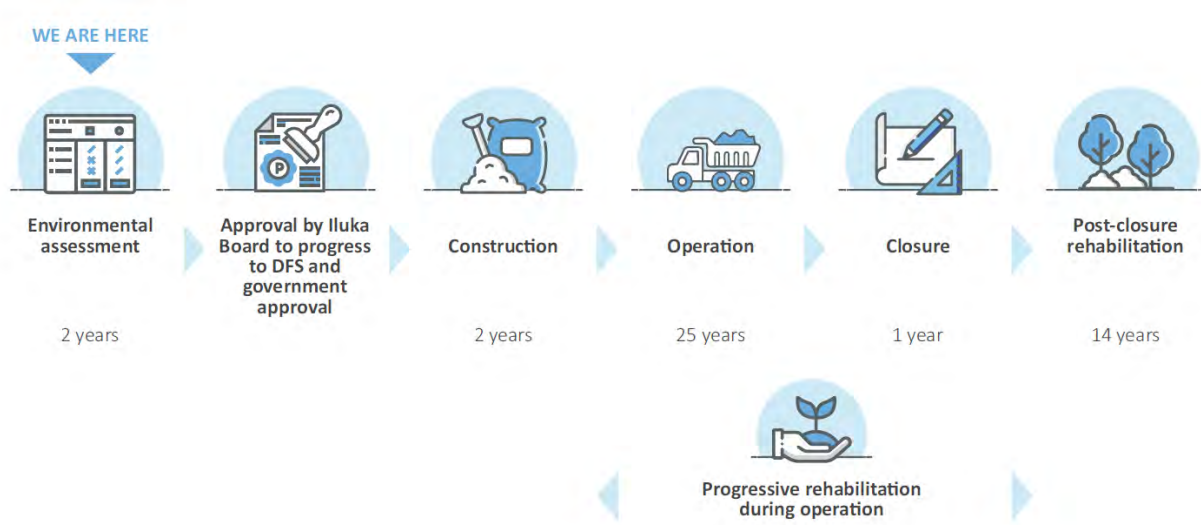 WE ARE HERE
Environmental
assessment
2 years
Approval by Iluka
Board to progress
to DFS and
government
approval
Construction
2 years
Operation
25 years
Closure
1 year
Post-closure
rehabilitation
14 years
P
Progressive rehabilitation
during operation